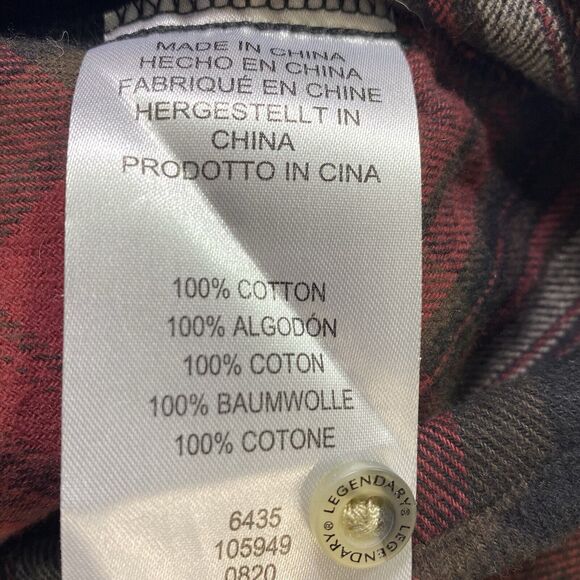 MADE IN CHINA
HECHO EN CHINA
FABRIQUÉ EN CHINE
HERGESTELLT IN
CHINA
PRODOTTO IN CINA
100% COTTON
100% ALGODÓN
100% COTON
100% BAUMWOLLE
100% COTONE
6435
105949
0820
LEGENDARY® LEGENDARY®